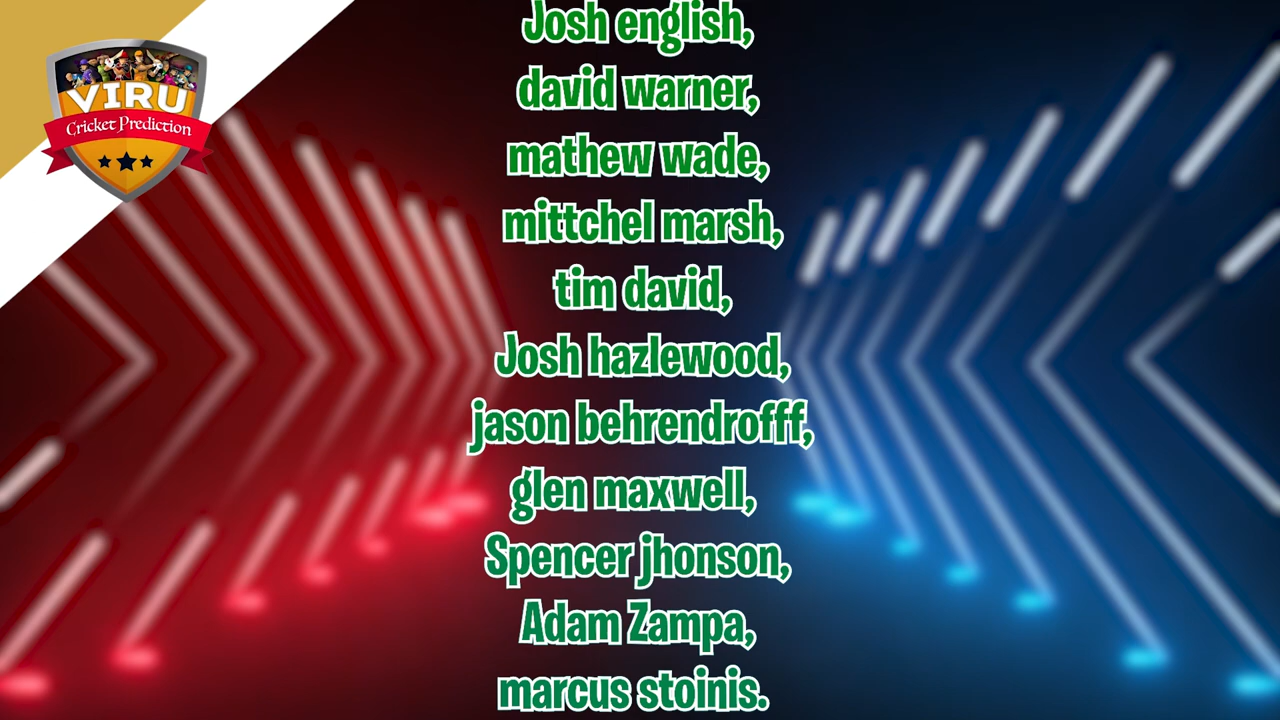 VIRU
Cricket Prediction
Josh english,
david warner,
mathew wade,
mittchel marsh,
tim david,
Josh hazlewood,
jason behrendrofff,
glen maxwell,
Spencer jhonson,
Adam Zampa,
marcus stoinis.